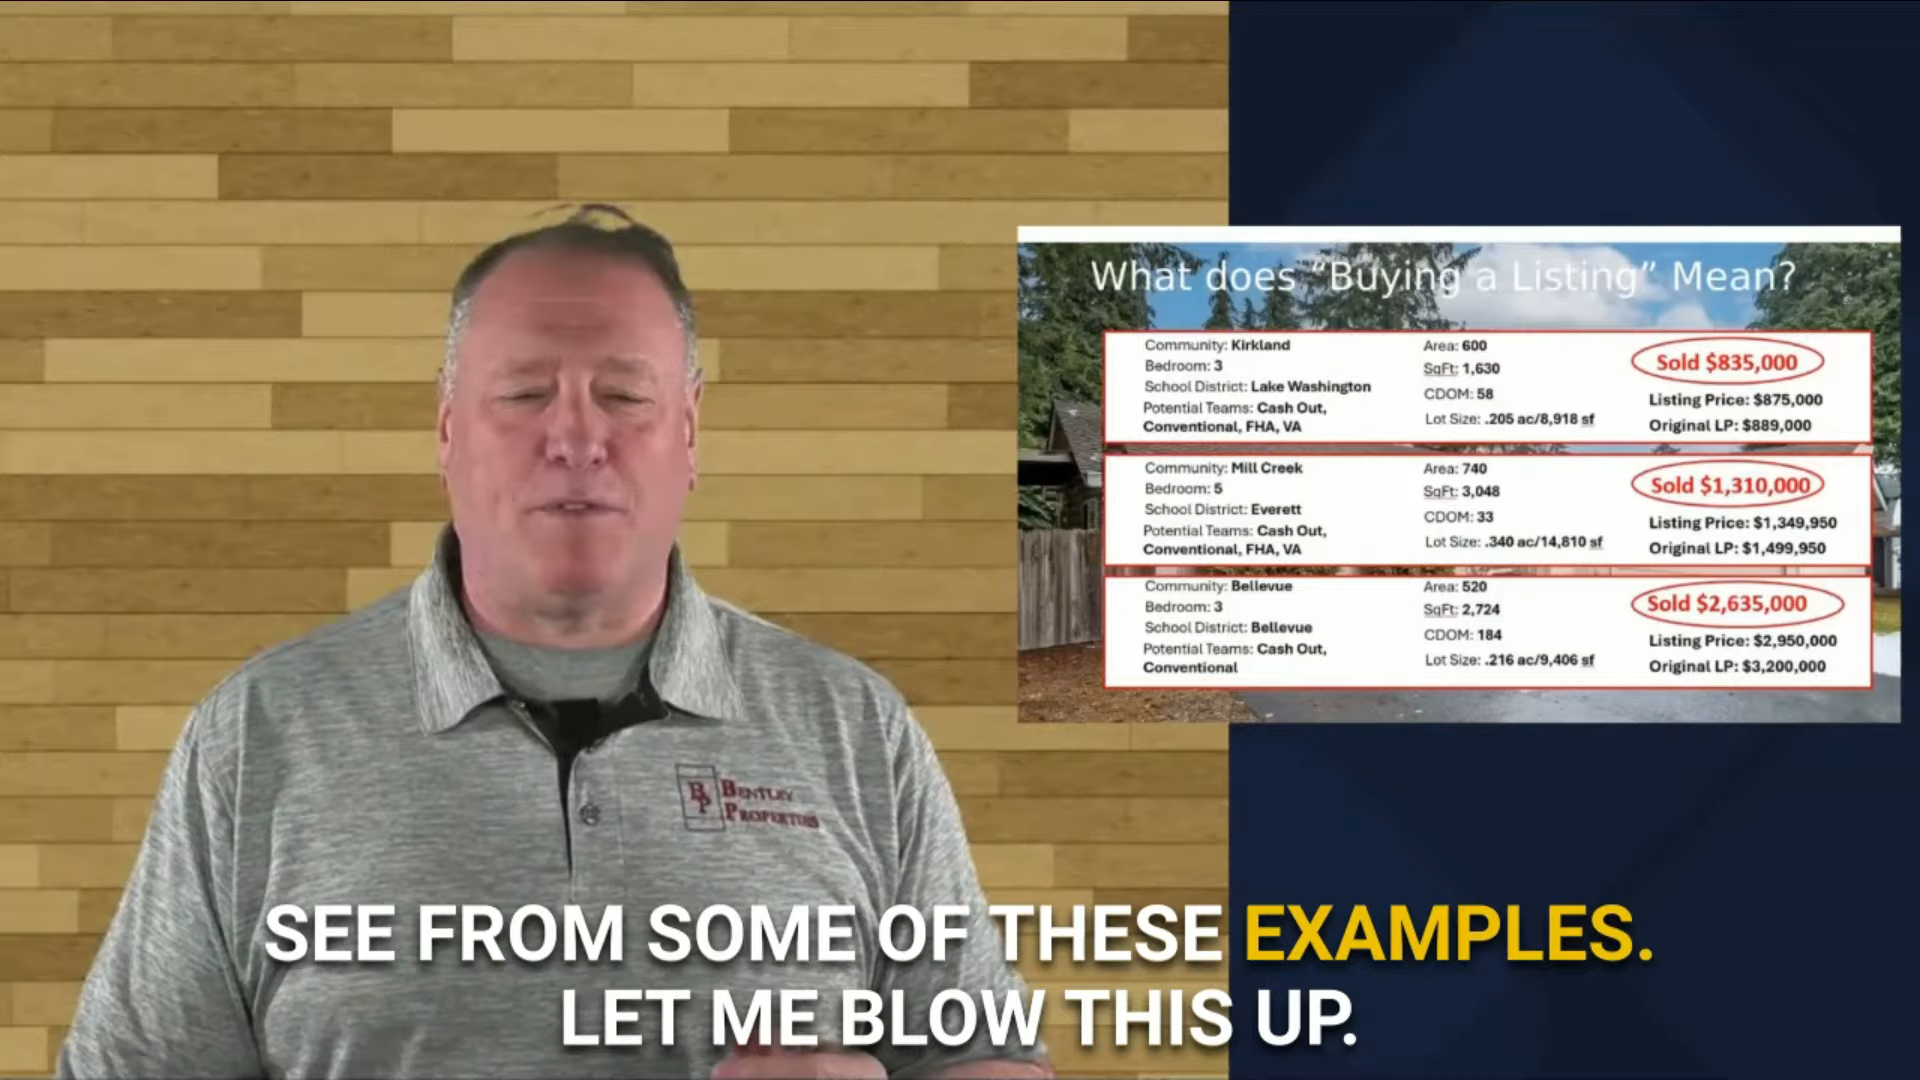 What does “Buying a Listing” Mean?
Community: Kirkland
Bedroom: 3
School District: Lake Washington
Potential Teams: Cash Out,
Conventional, FHA, VA
Area: 600
SqFt: 1,630
CDOM: 58
Lot Size: .205 ac/8,918 sf
Sold $835,000
Listing Price: $875,000
Original LP: $889,000
Community: Mill Creek
Bedroom: 5
School District: Everett
Potential Teams: Cash Out,
Conventional, FHA, VA
Area: 740
SqFt: 3,048
CDOM: 33
Lot Size: .340 ac/14,810 sf
Sold $1,310,000
Listing Price: $1,349,950
Original LP: $1,499,950
Community: Bellevue
Bedroom: 3
School District: Bellevue
Potential Teams: Cash Out,
Conventional
Area: 520
SqFt: 2,724
CDOM: 184
Lot Size: .216 ac/9,406 sf
Sold $2,635,000
Listing Price: $2,950,000
Original LP: $3,200,000
BP
BENTLEY
PROPERTIES
SEE FROM SOME OF THESE EXAMPLES.
LET ME BLOW THIS UP.